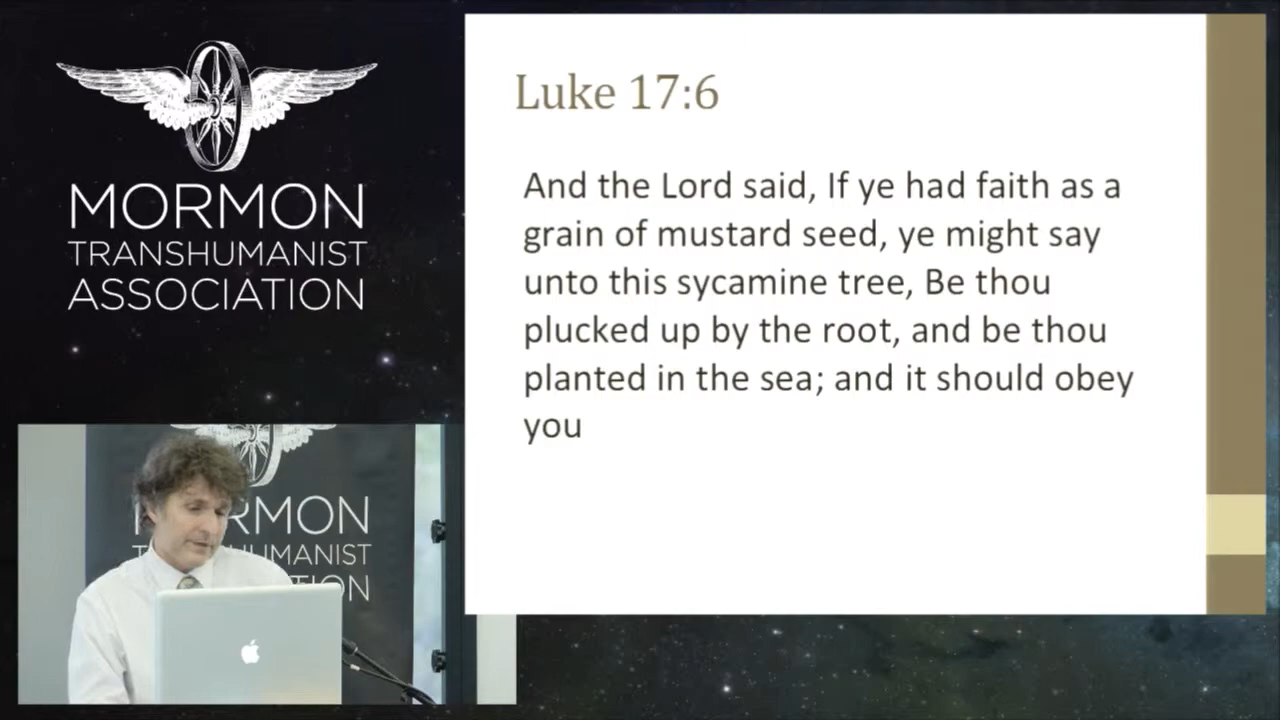 MORMON
TRANSHUMANIST
ASSOCIATION
Luke 17:6
And the Lord said, If ye had faith as a
grain of mustard seed, ye might say
unto this sycamine tree, Be thou
plucked up by the root, and be thou
planted in the sea; and it should obey
you
RMON
MANIST